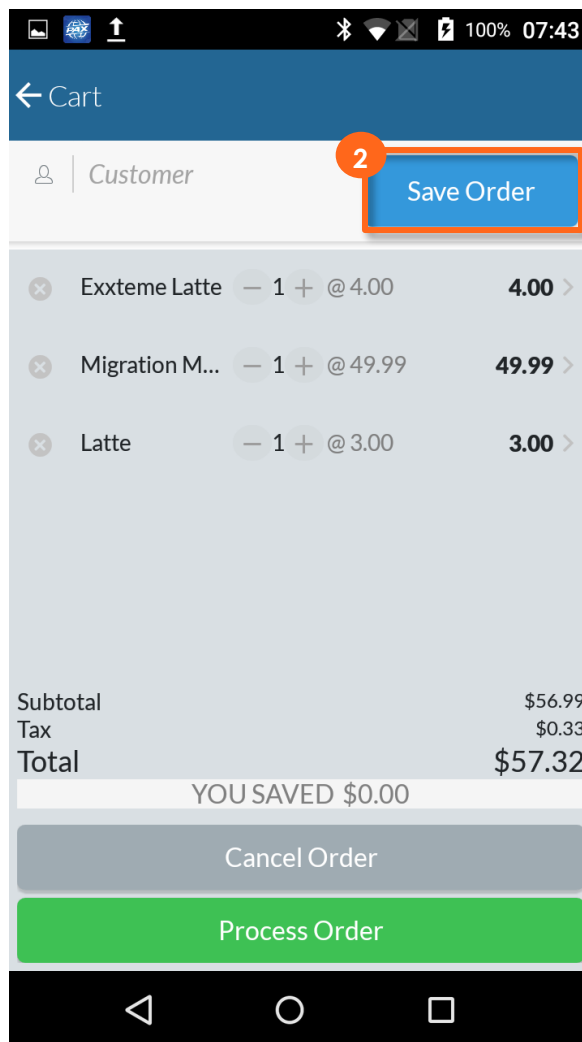 PAX 100% 07:43
Cart
Customer
2
Save Order
Exxteme Latte — 1 + @ 4.00 4.00
Migration M... — 1 + @ 49.99 49.99
Latte — 1 + @ 3.00 3.00
Subtotal $56.99
Tax $0.33
Total $57.32
YOU SAVED $0.00
Cancel Order
Process Order